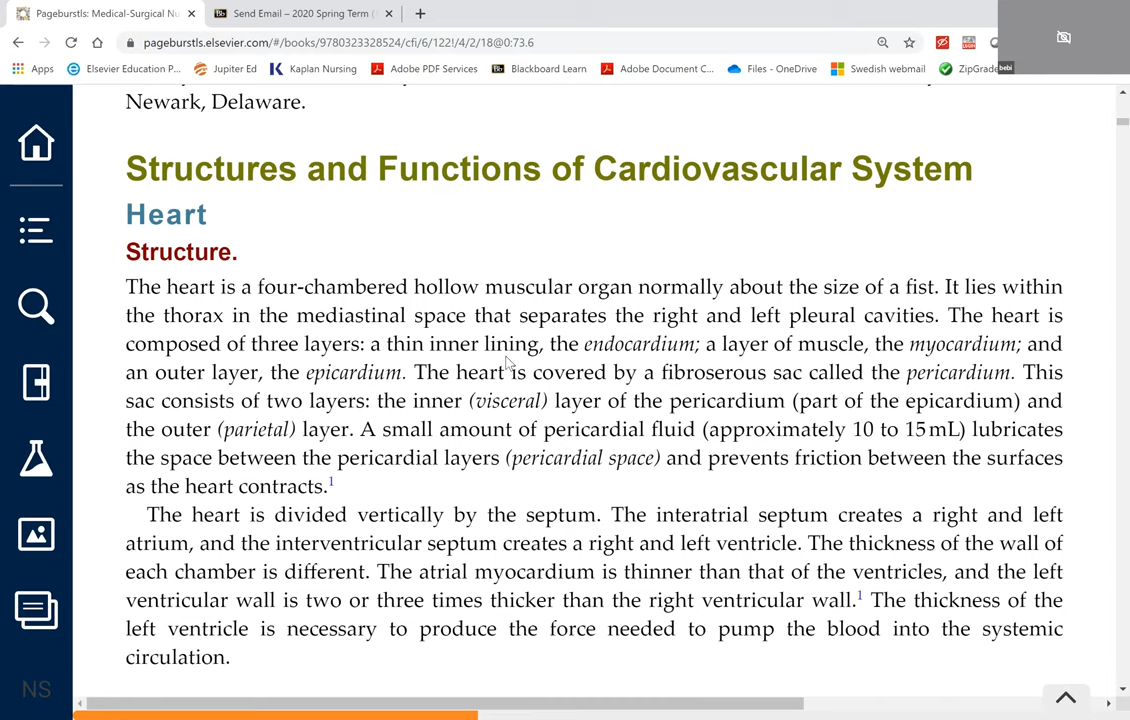 Pageburstls: Medical-Surgical Nu
Send Email – 2020 Spring Term (
pageburstls.elsevier.com/#/books/9780323328524/cfi/6/122!/4/2/18@0:73.6
bebi
Apps
Elsevier Education P...
Jupiter Ed
Kaplan Nursing
Adobe PDF Services
Blackboard Learn
Adobe Document C...
Files - OneDrive
Swedish webmail
ZipGrade
Newark, Delaware.
Structures and Functions of Cardiovascular System
Heart
Structure.
The heart is a four-chambered hollow muscular organ normally about the size of a fist. It lies within
the thorax in the mediastinal space that separates the right and left pleural cavities. The heart is
composed of three layers: a thin inner lining, the endocardium; a layer of muscle, the myocardium; and
an outer layer, the epicardium. The heart is covered by a fibroserous sac called the pericardium. This
sac consists of two layers: the inner (visceral) layer of the pericardium (part of the epicardium) and
the outer (parietal) layer. A small amount of pericardial fluid (approximately 10 to 15 mL) lubricates
the space between the pericardial layers (pericardial space) and prevents friction between the surfaces
as the heart contracts.1
The heart is divided vertically by the septum. The interatrial septum creates a right and left
atrium, and the interventricular septum creates a right and left ventricle. The thickness of the wall of
each chamber is different. The atrial myocardium is thinner than that of the ventricles, and the left
ventricular wall is two or three times thicker than the right ventricular wall.1 The thickness of the
left ventricle is necessary to produce the force needed to pump the blood into the systemic
circulation.
NS